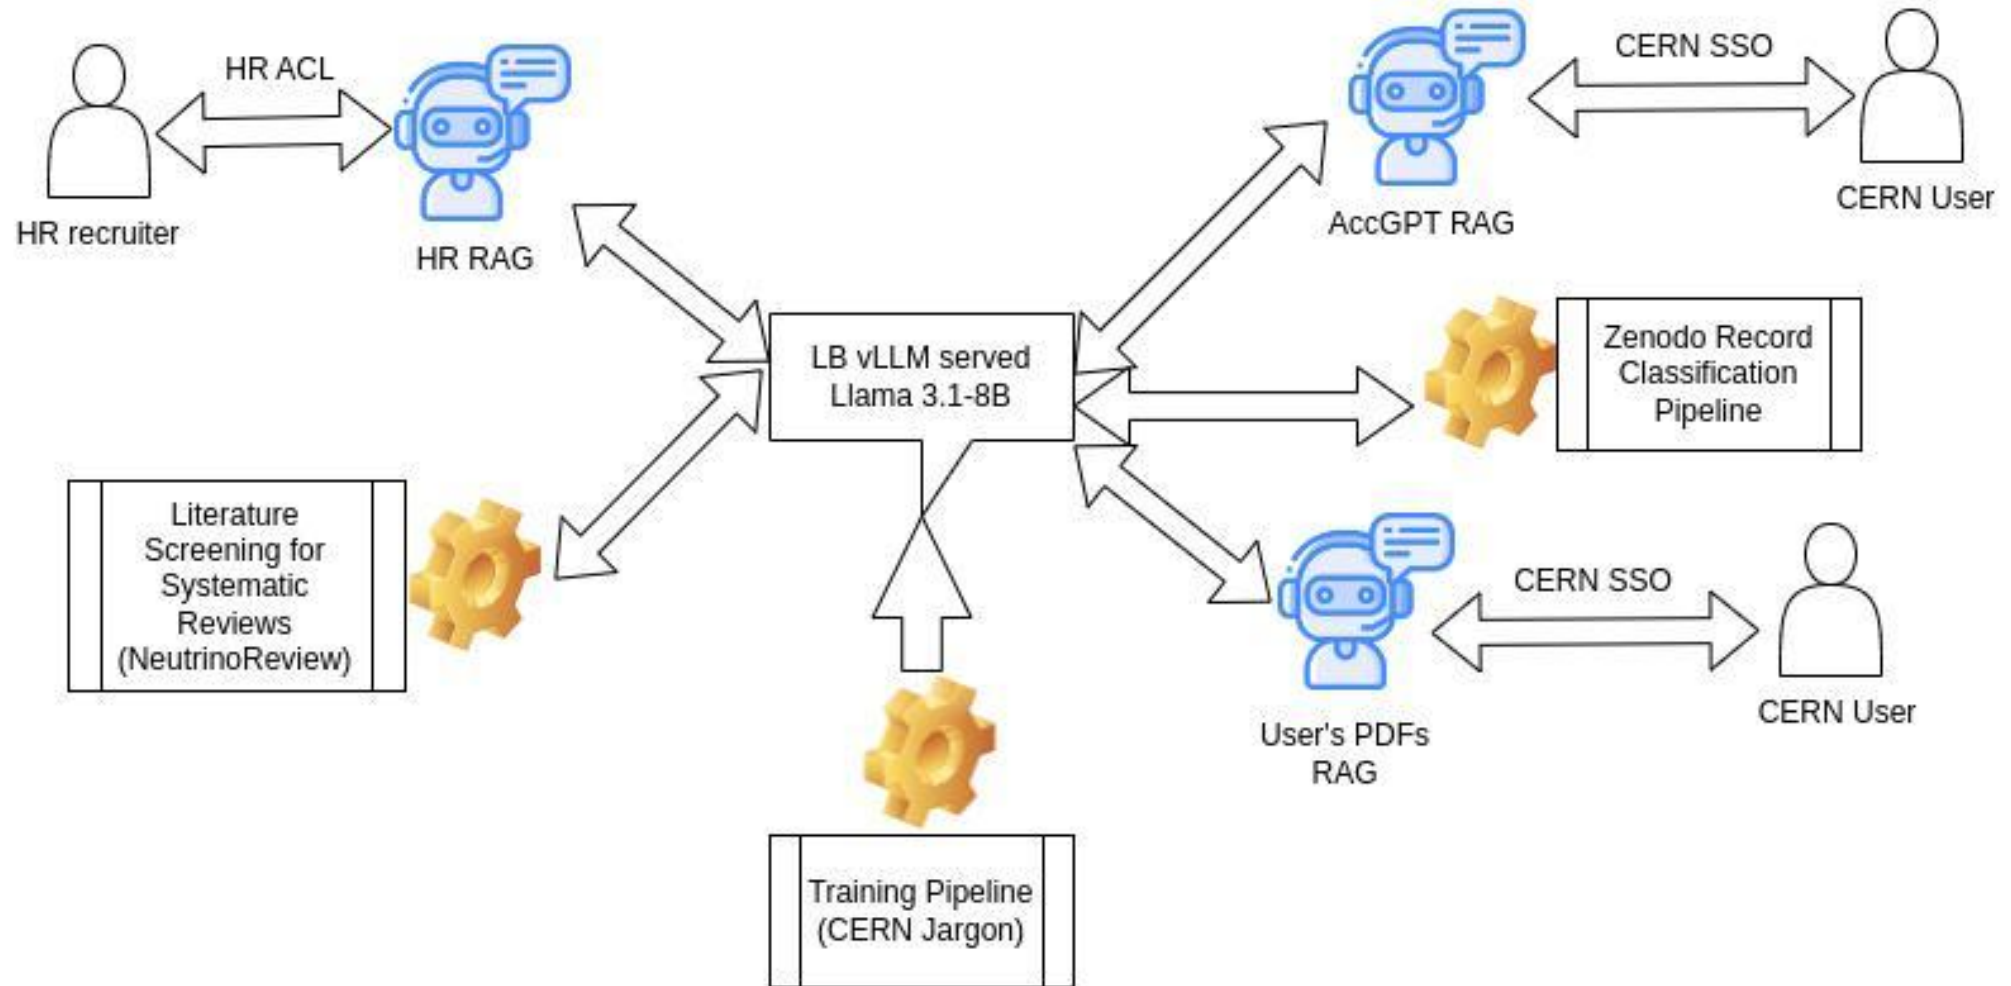 HR ACL
HR recruiter
HR RAG
CERN SSO
CERN User
AccGPT RAG
LB vLLM served
Llama 3.1-8B
Zenodo Record
Classification
Pipeline
Literature
Screening for
Systematic
Reviews
(NeutrinoReview)
CERN SSO
CERN User
User's PDFs
RAG
Training Pipeline
(CERN Jargon)